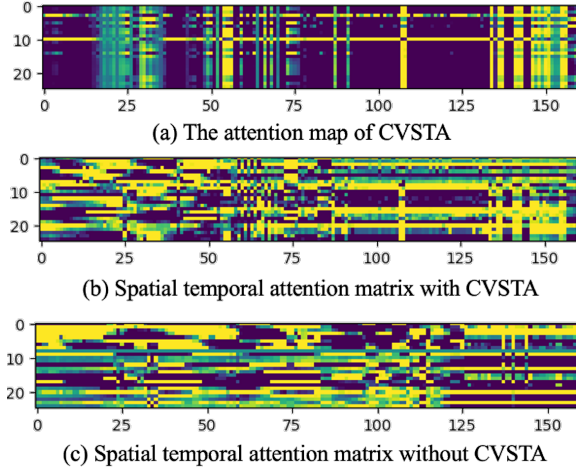 0
10
20
0 25 50 75 100 125 150
(a) The attention map of CVSTA
0
10
20
0 25 50 75 100 125 150
(b) Spatial temporal attention matrix with CVSTA
0
10
20
0 25 50 75 100 125 150
(c) Spatial temporal attention matrix without CVSTA